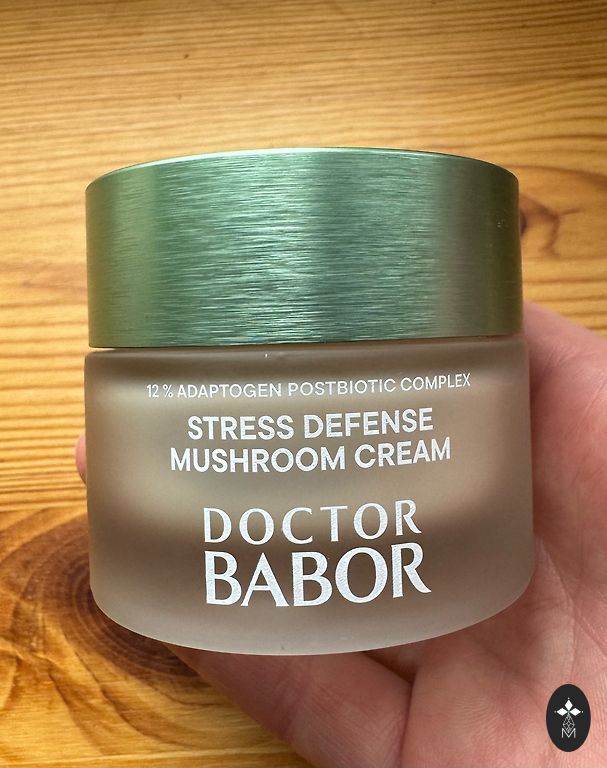 12 % ADAPTOGEN POSTBIOTIC COMPLEX
STRESS DEFENSE
MUSHROOM CREAM
DOCTOR
BABOR
M